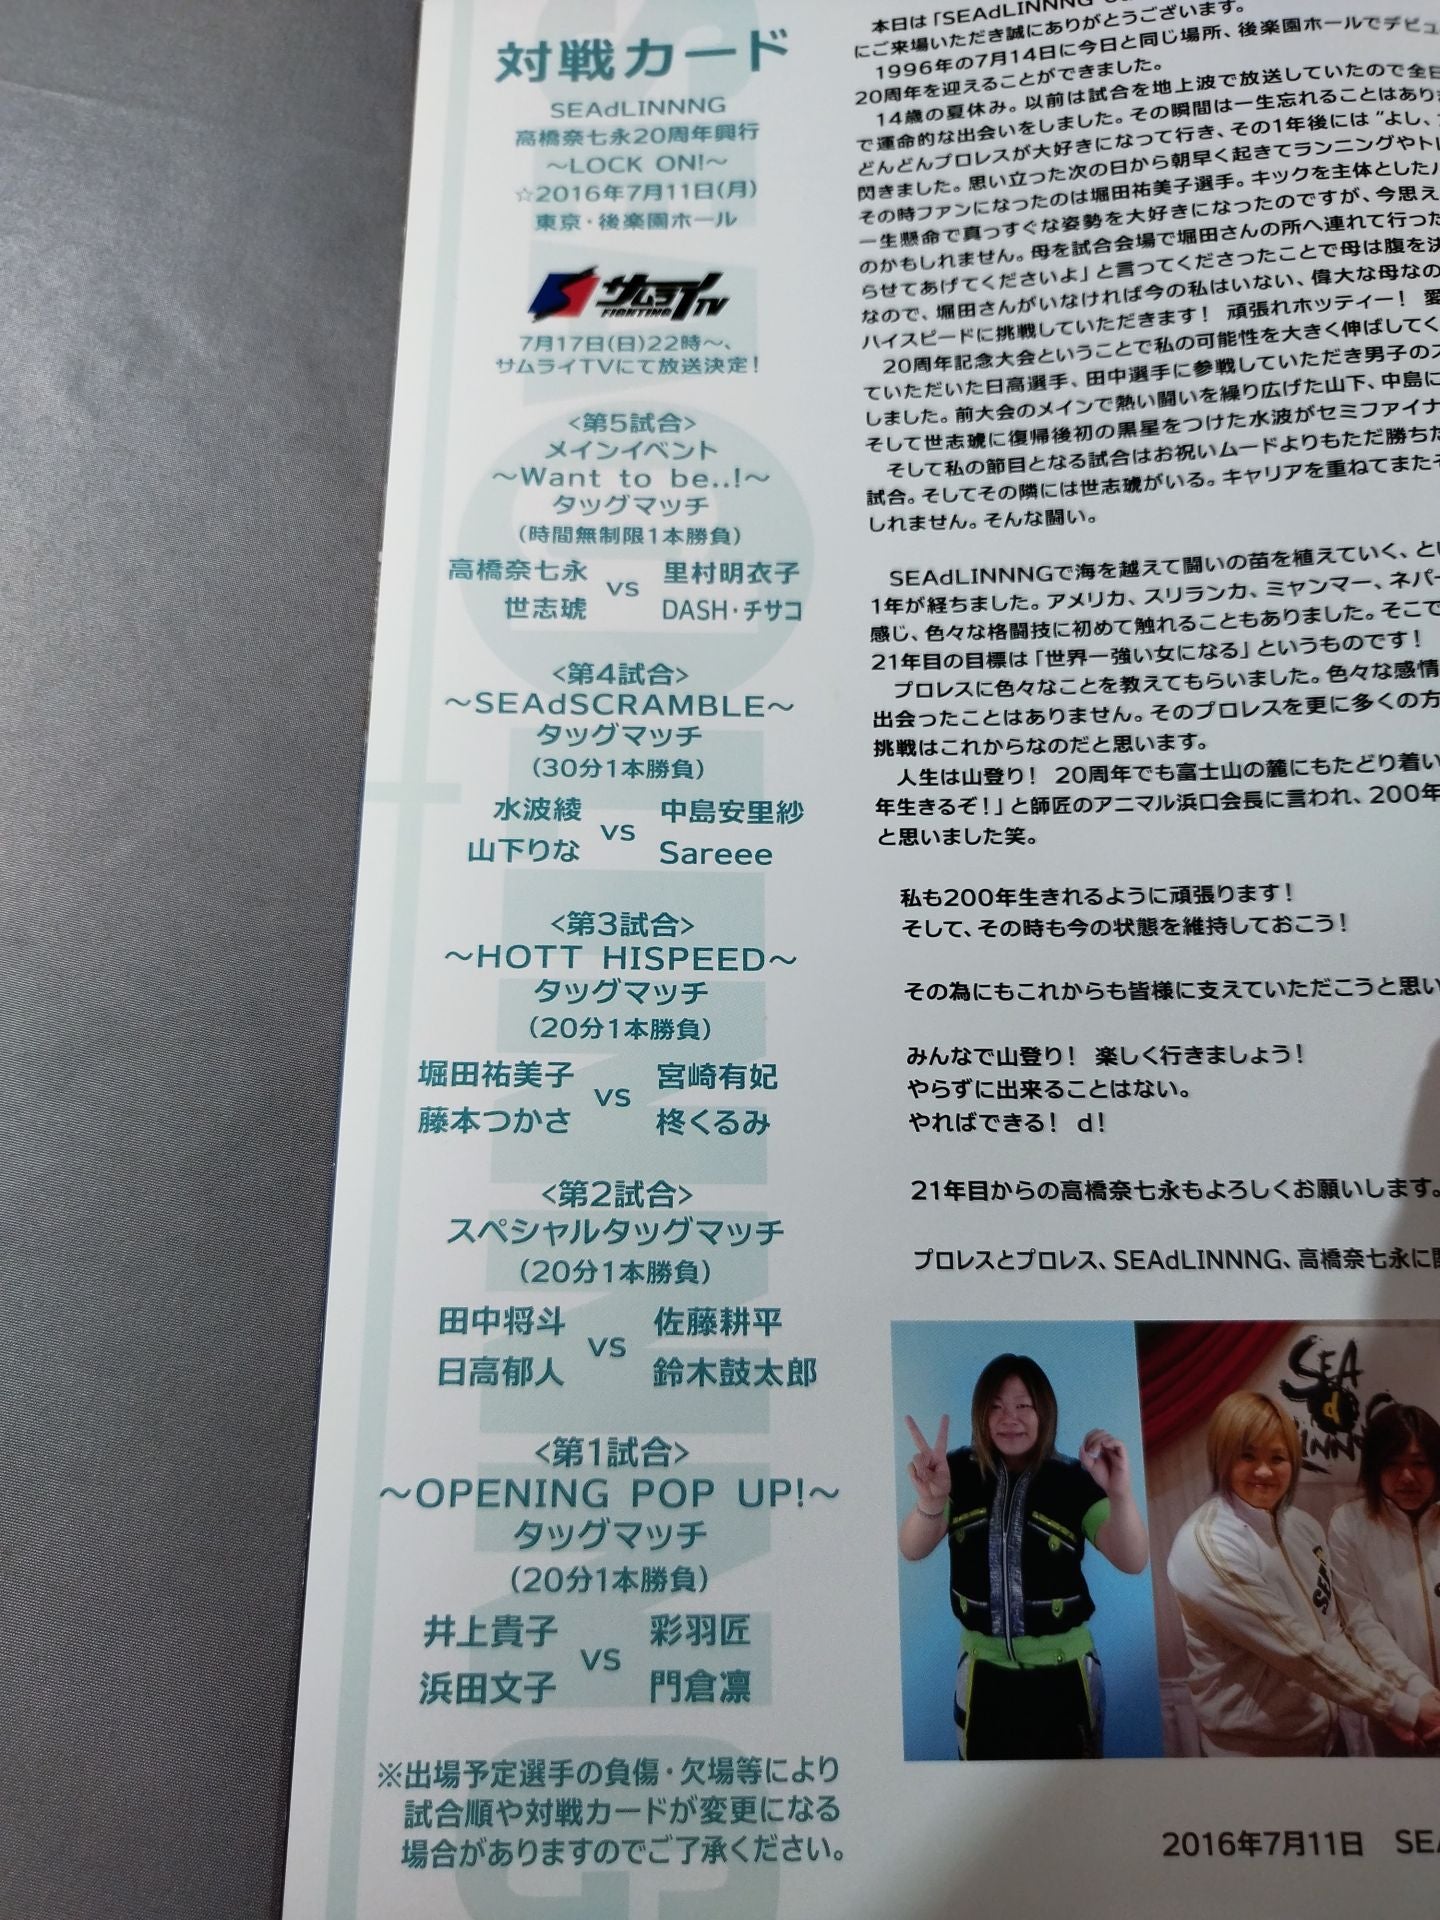 対戦カード
SEAdLINNNG
高橋奈七永20周年興行
〜LOCK ON!〜
☆2016年7月11日(月)
東京・後楽園ホール
サムライTV
FIGHTING
7月17日(日)22時〜、
サムライTVにて放送決定!
<第5試合>
メインイベント
〜Want to be..!〜
タッグマッチ
(時間無制限1本勝負)
高橋奈七永 vs 里村明衣子
世志琥 DASH・チサコ
<第4試合>
〜SEAdSCRAMBLE〜
タッグマッチ
(30分1本勝負)
水波綾 vs 中島安里紗
山下りな Sareee
<第3試合>
〜HOTT HISPEED〜
タッグマッチ
(20分1本勝負)
堀田祐美子 vs 宮崎有妃
藤本つかさ 柊くるみ
<第2試合>
スペシャルタッグマッチ
(20分1本勝負)
田中将斗 vs 佐藤耕平
日高郁人 鈴木鼓太郎
<第1試合>
〜OPENING POP UP!〜
タッグマッチ
(20分1本勝負)
井上貴子 vs 彩羽匠
浜田文子 門倉凛
※出場予定選手の負傷・欠場等により
試合順や対戦カードが変更になる
場合がありますのでご了承ください。
本日は「SEAdLINNNG
にご来場いただき誠にありがとうございます。
1996年の7月14日に今日と同じ場所、後楽園ホールでデビュ
20周年を迎えることができました。
14歳の夏休み。以前は試合を地上波で放送していたので全日
で運命的な出会いをしました。その瞬間は一生忘れることはあり
どんどんプロレスが大好きになって行き、その1年後には“よし、
閃きました。思い立った次の日から朝早く起きてランニングやトレ
その時ファンになったのは堀田祐美子選手。キックを主体とした
一生懸命で真っすぐな姿勢を大好きになったのですが、今思え
のかもしれません。母を試合会場で堀田さんの所へ連れて行った
らせてあげてくださいよ」と言ってくださったことで母は腹を決
なので、堀田さんがいなければ今の私はいない、偉大な母なの
ハイスピードに挑戦していただきます! 頑張れホッティー! 愛
20周年記念大会ということで私の可能性を大きく伸ばしてく
ていただいた日高選手、田中選手に参戦していただき男子のス
しました。前大会のメインで熱い闘いを繰り広げた山下、中島に
そして世志琥に復帰後初の黒星をつけた水波がセミファイナ
そして私の節目となる試合はお祝いムードよりもただ勝ちた
試合。そしてその隣には世志琥がいる。キャリアを重ねてまたそ
しれません。そんな闘い。
SEAdLINNNGで海を越えて闘いの苗を植えていく、とい
1年が経ちました。アメリカ、スリランカ、ミャンマー、ネパー
感じ、色々な格闘技に初めて触れることもありました。そこで
21年目の目標は「世界一強い女になる」というものです!
プロレスに色々なことを教えてもらいました。色々な感情
出会ったことはありません。そのプロレスを更に多くの方
挑戦はこれからなのだと思います。
人生は山登り! 20周年でも富士山の麓にもたどり着い
年生きるぞ!」と師匠のアニマル浜口会長に言われ、200年
と思いました笑。
私も200年生きれるように頑張ります!
そして、その時も今の状態を維持しておこう!
その為にもこれからも皆様に支えていただこうと思い
みんなで山登り! 楽しく行きましょう!
やらずに出来ることはない。
やればできる! d!
21年目からの高橋奈七永もよろしくお願いします。
プロレスとプロレス、SEAdLINNNG、高橋奈七永に
SEA
d
2016年7月11日 SEA